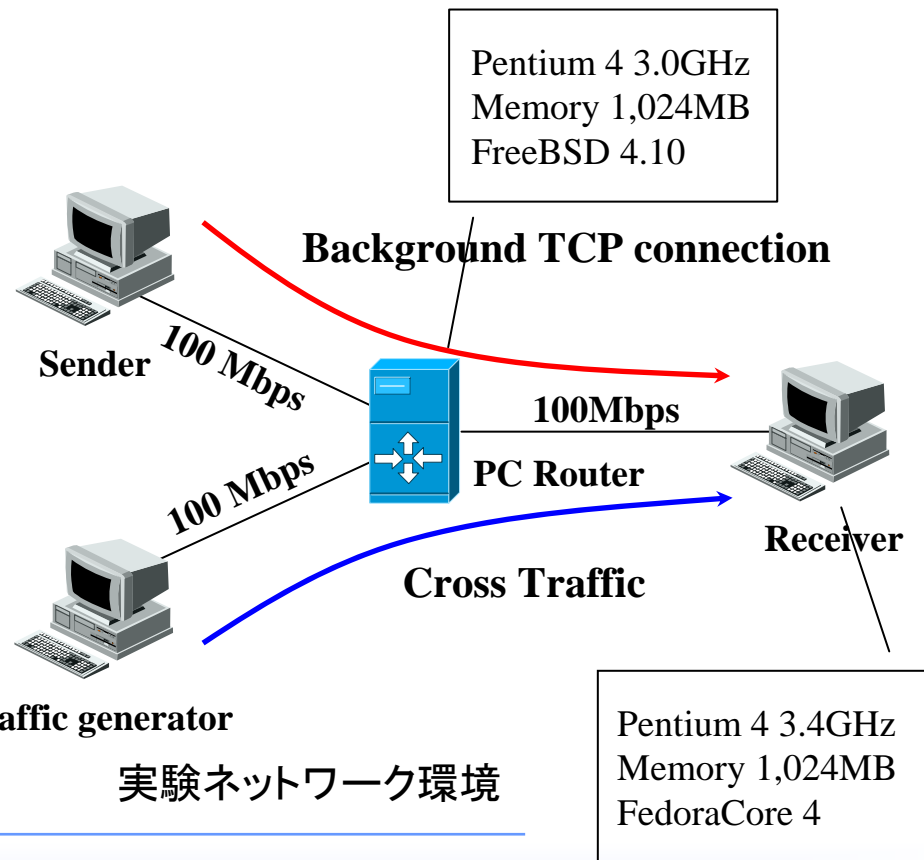 Pentium 4 3.0GHz
Memory 1,024MB
FreeBSD 4.10
Background TCP connection
Sender
100 Mbps
100Mbps
PC Router
100 Mbps
Receiver
Cross Traffic
affic generator
実験ネットワーク環境
Pentium 4 3.4GHz
Memory 1,024MB
FedoraCore 4